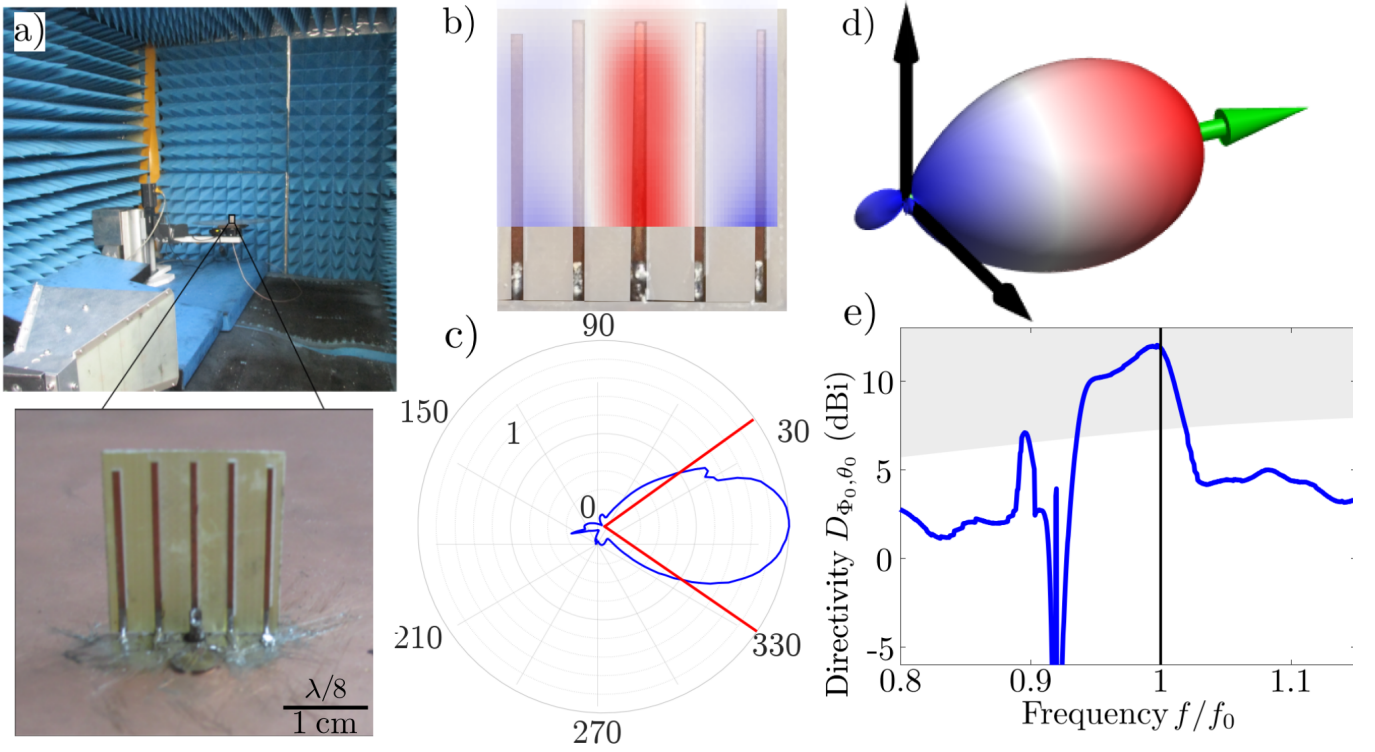 a)
λ/8
1 cm
b)
c)
90
150
1
30
0
210
330
270
d)
e)
Directivity D_{Φ₀,θ₀} (dBi)
10
5
0
-5
0.8
0.9
1
1.1
Frequency f/f₀